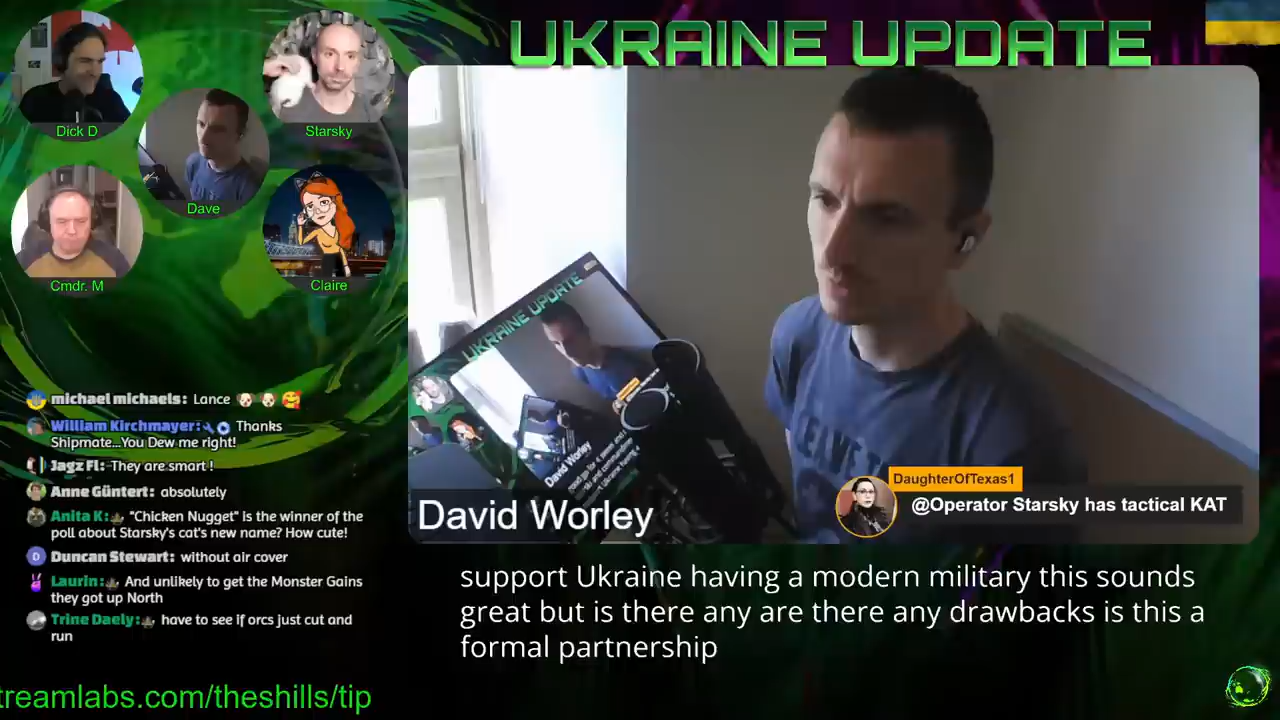 UKRAINE UPDATE
Dick D
Starsky
Dave
Cmdr. M
Claire
michael michaels: Lance
William Kirchmayer: Thanks
Shipmate...You Dew me right!
Jagz Fl: They are smart !
Anne Güntert: absolutely
Anita K: "Chicken Nugget" is the winner of the
poll about Starsky's cat's new name? How cute!
Duncan Stewart: without air cover
D
Laurin: And unlikely to get the Monster Gains
they got up North
Trine Daely: have to see if orcs just cut and
run
treamlabs.com/theshills/tip
UKRAINE UPDATE
David Worley
David Worley
DaughterOfTexas1
@Operator Starsky has tactical KAT
support Ukraine having a modern military this sounds
great but is there any are there any drawbacks is this a
formal partnership